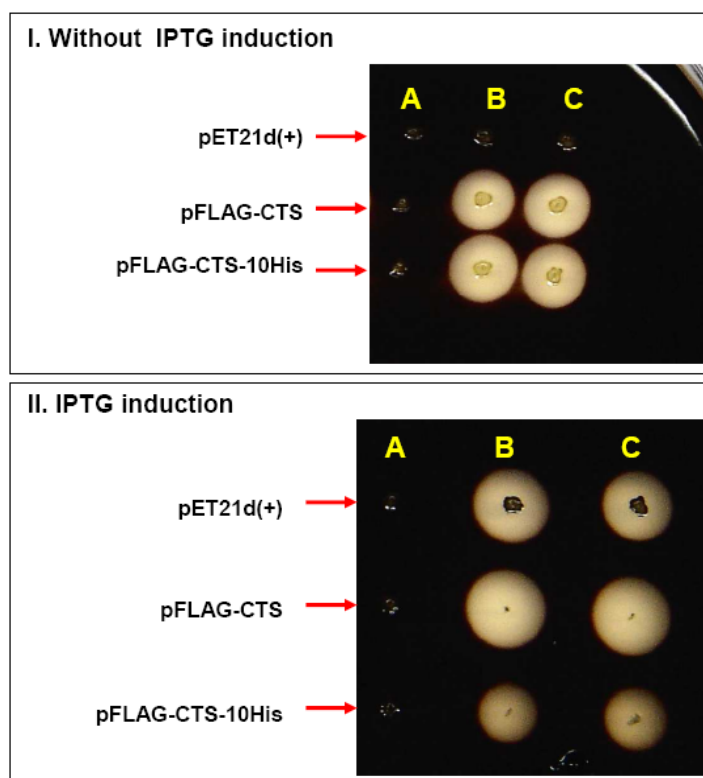 I. Without IPTG induction
A B C
pET21d(+)
pFLAG-CTS
pFLAG-CTS-10His
II. IPTG induction
A B C
pET21d(+)
pFLAG-CTS
pFLAG-CTS-10His